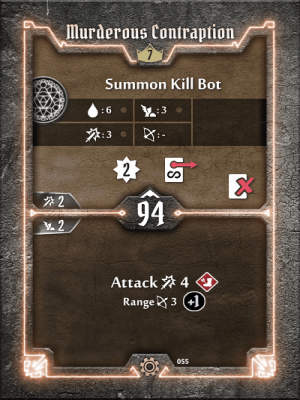 Murderous Contraption
7
Summon Kill Bot
: 6 : 3
: 3 : -
2 S
2
94
2
Attack 4
Range 3 +1
055